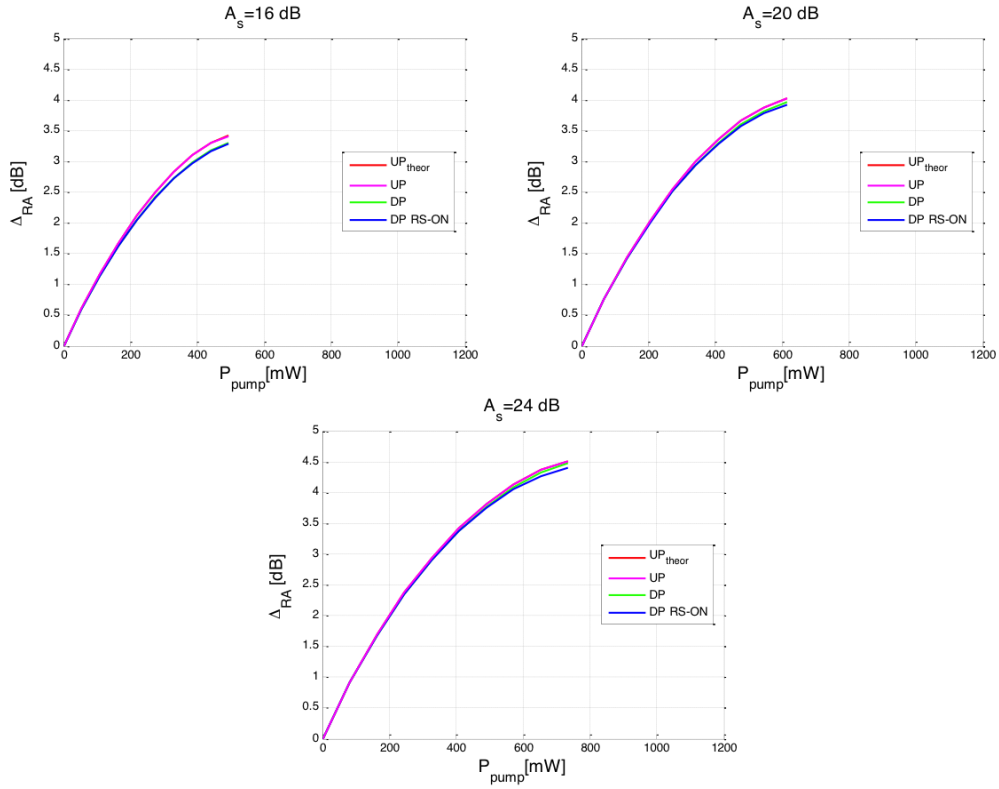 A_s=16 dB
5
4.5
4
3.5
3
2.5
2
1.5
1
0.5
0
Δ_RA [dB]
UP_theor
UP
DP
DP RS-ON
0 200 400 600 800 1000 1200
P_pump[mW]
A_s=20 dB
5
4.5
4
3.5
3
2.5
2
1.5
1
0.5
0
Δ_RA [dB]
UP_theor
UP
DP
DP RS-ON
0 200 400 600 800 1000 1200
P_pump[mW]
A_s=24 dB
5
4.5
4
3.5
3
2.5
2
1.5
1
0.5
0
Δ_RA [dB]
UP_theor
UP
DP
DP RS-ON
0 200 400 600 800 1000 1200
P_pump[mW]